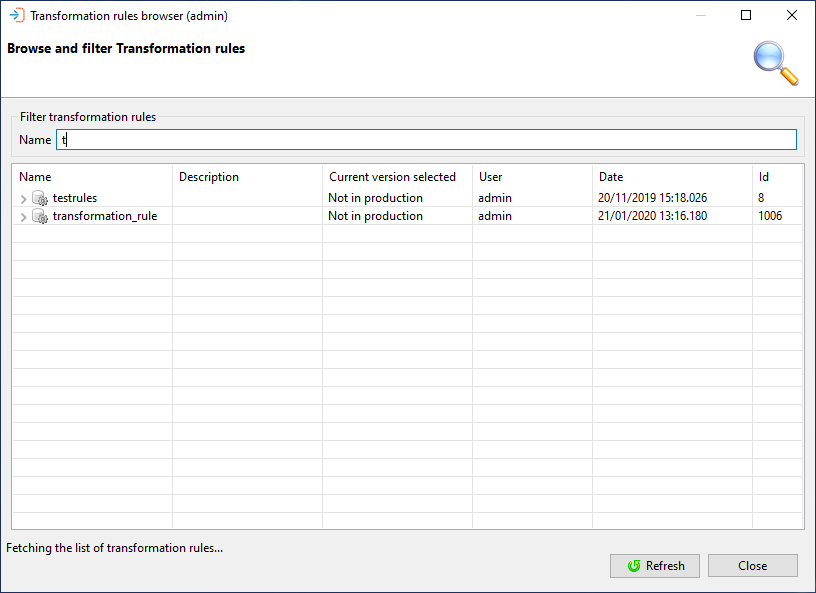 Transformation rules browser (admin)
Browse and filter Transformation rules
Filter transformation rules
Name t
Name Description Current version selected User Date Id
testrules Not in production admin 20/11/2019 15:18.026 8
transformation_rule Not in production admin 21/01/2020 13:16.180 1006
Fetching the list of transformation rules...
Refresh Close